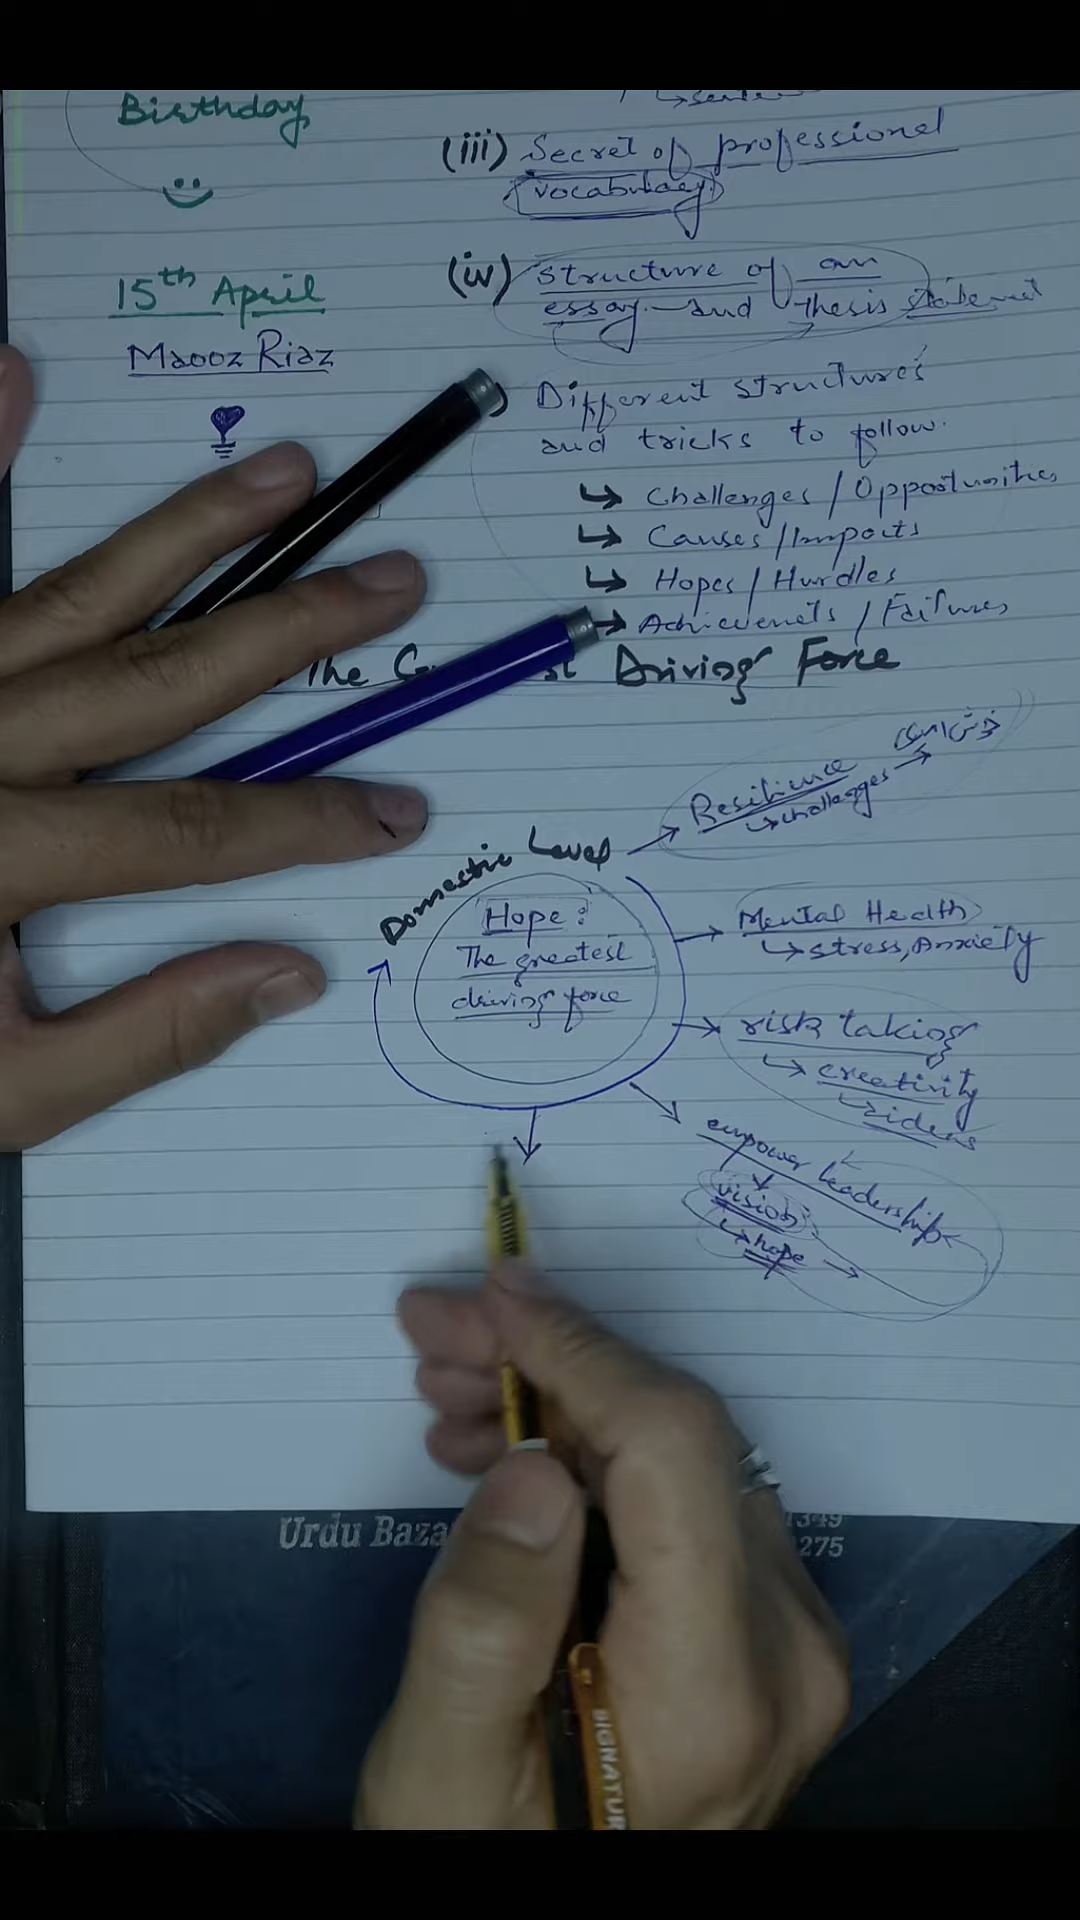 Birthday
15th April
Maooz Riaz
(iii) Secret of professional
vocabulary
(iv) structure of an
essay and thesis statement
Different structures
and tricks to follow.
↳ Challenges / Opportunities
↳ Causes / Impacts
↳ Hopes / Hurdles
→ Achievements / Failures
The Driving Force
Resilience
↳ challenges →
Domestic Level
Hope:
The greatest
driving force
Mental Health
↳ stress, Anxiety
risk taking
↳ creativity
↳ ideas
empower leadership
vision
↳ hope →
Urdu Baza
1349
275
SIGNATUR